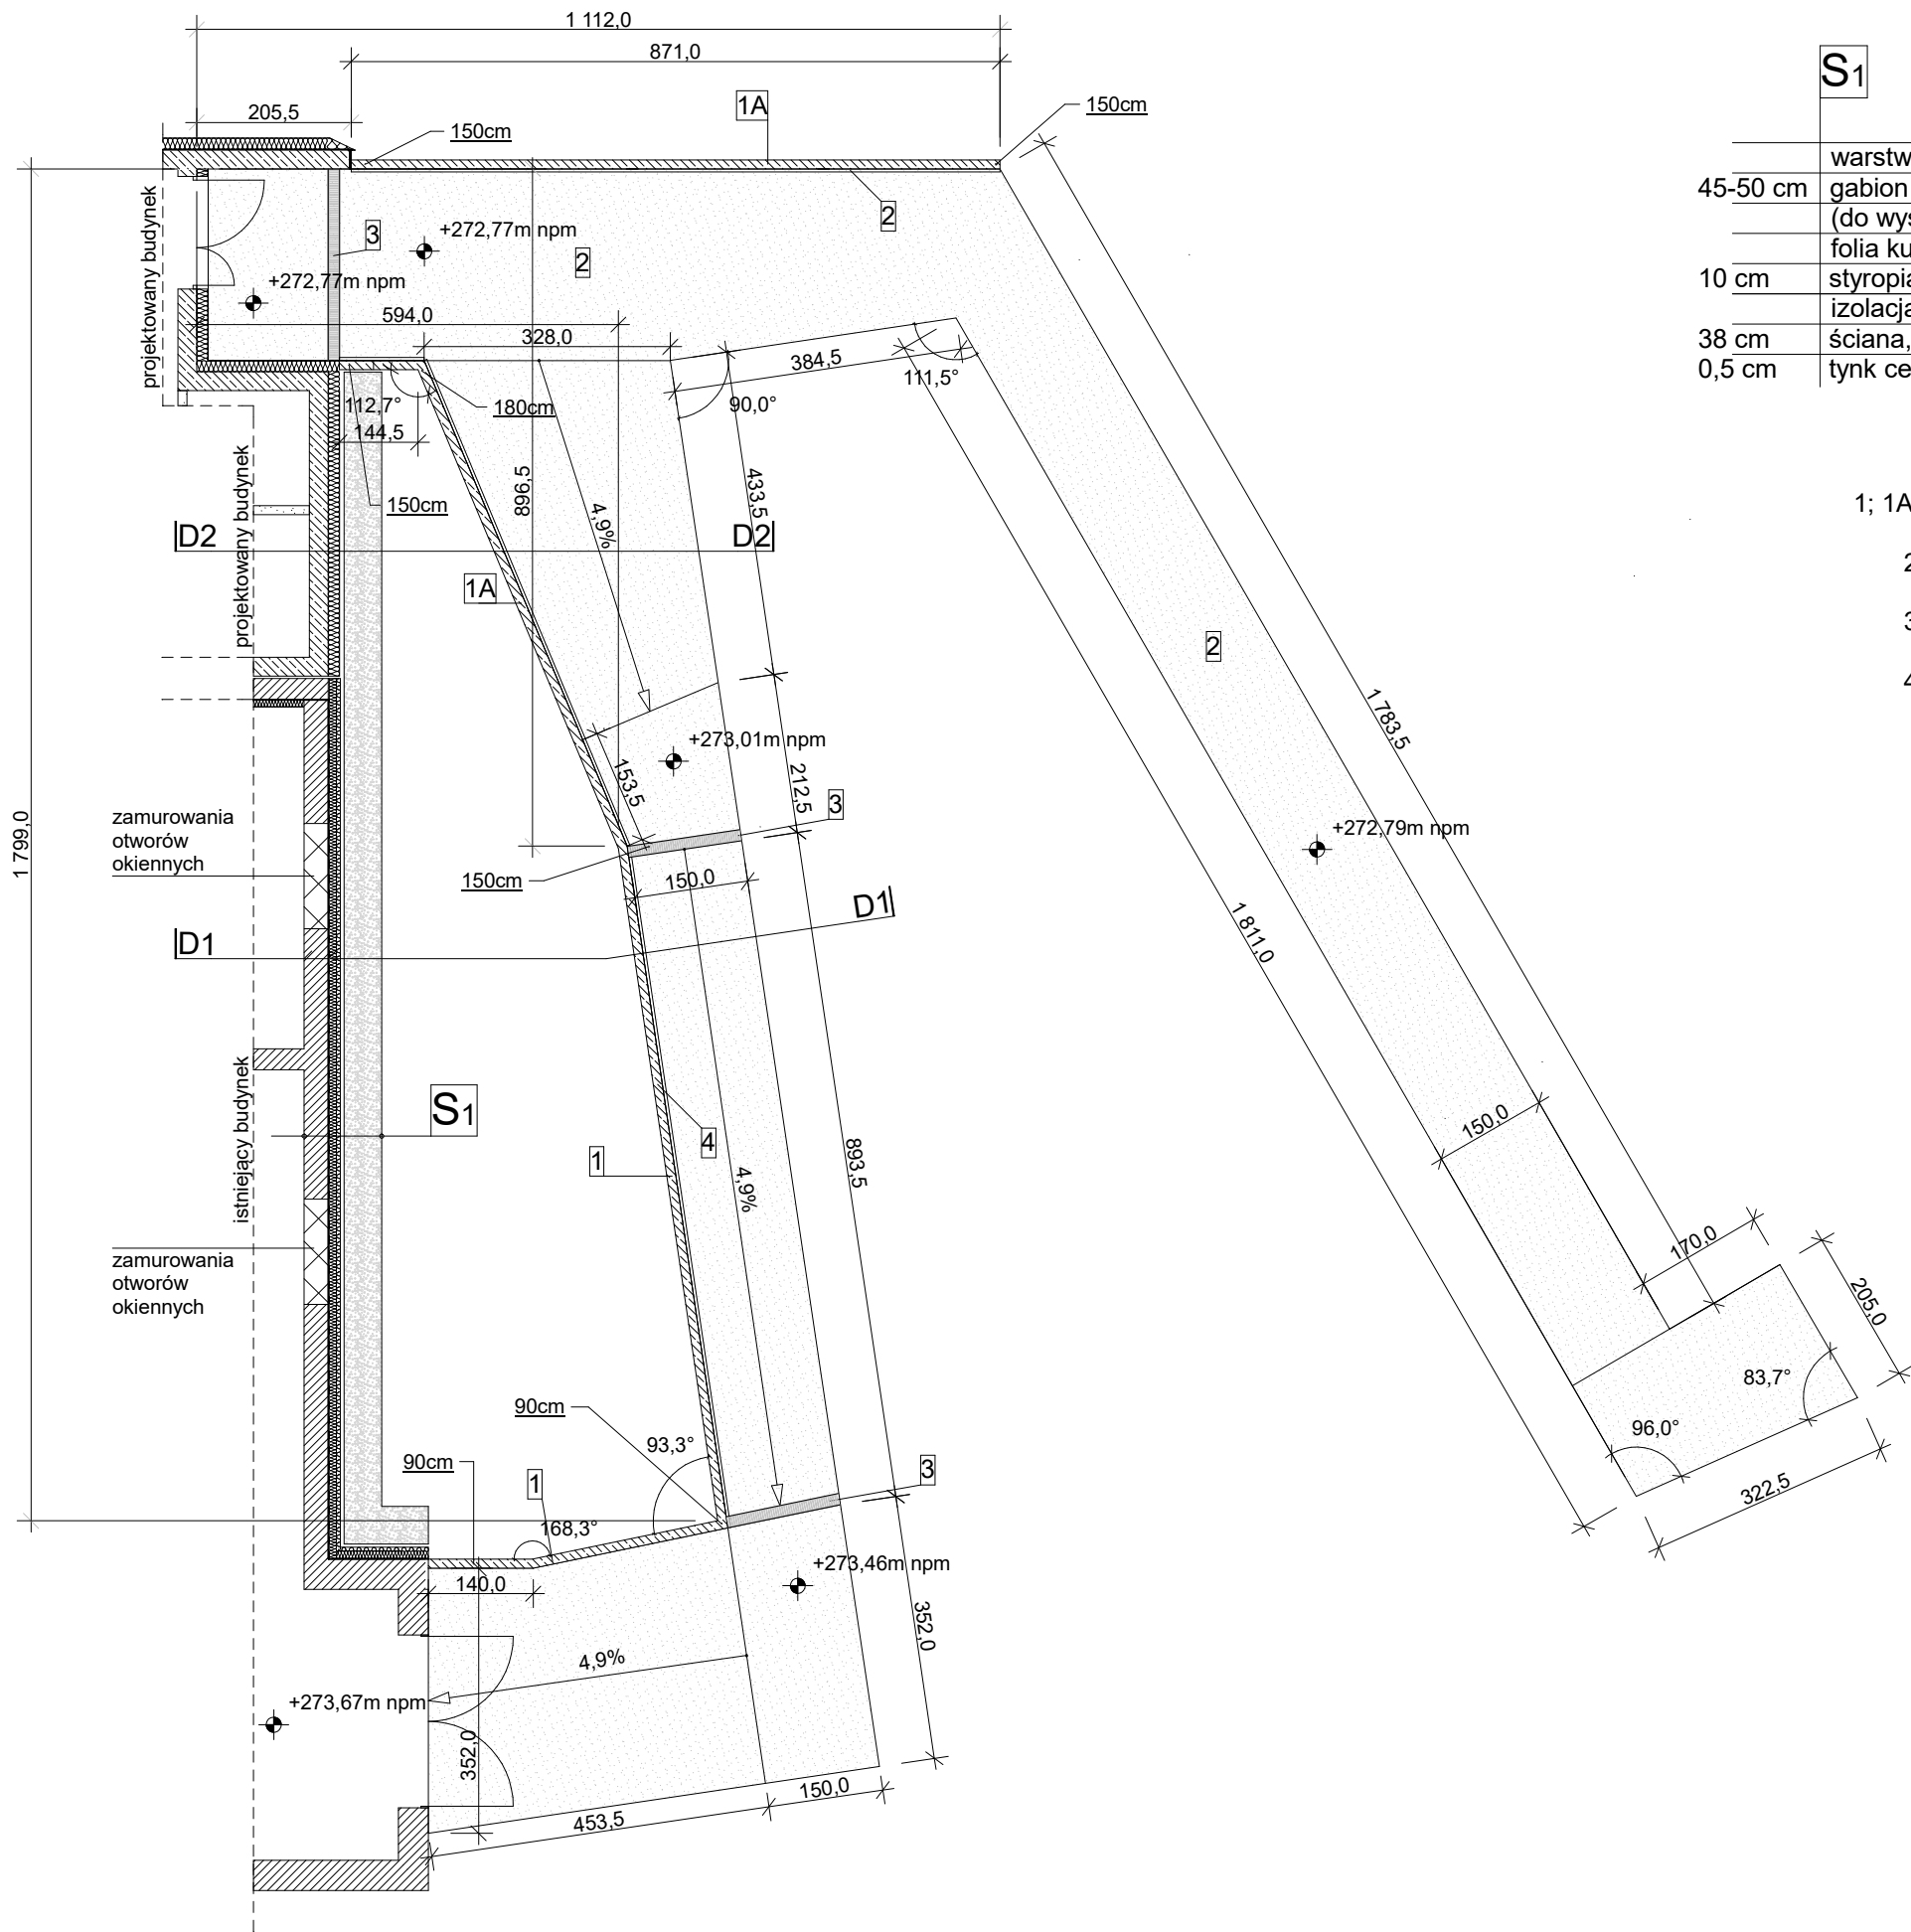 1 112,0
871,0
205,5
150cm
1A
150cm
S1
warstw
45-50 cm gabion
(do wys
folia ku
10 cm styropia
izolacja
38 cm ściana,
0,5 cm tynk ce
1; 1A
2
3
4
projektowany budynek
3
+272,77m npm
2
2
+272,77m npm
594,0
328,0
384,5
111,5°
90,0°
112,7°
180cm
144,5
150cm
896,5
433,5
4,9%
projektowany budynek
D2
D2
1A
2
1 783,5
+273,01m npm
153,5
212,5
3
1 799,0
zamurowania
otworów
okiennych
+272,79m npm
150cm
150,0
D1
D1
1 811,0
istniejący budynek
S1
1
4
4,9%
893,5
150,0
170,0
205,0
zamurowania
otworów
okiennych
83,7°
96,0°
322,5
90cm
93,3°
90cm
1
3
168,3°
140,0
+273,46m npm
352,0
4,9%
+273,67m npm
352,0
150,0
453,5